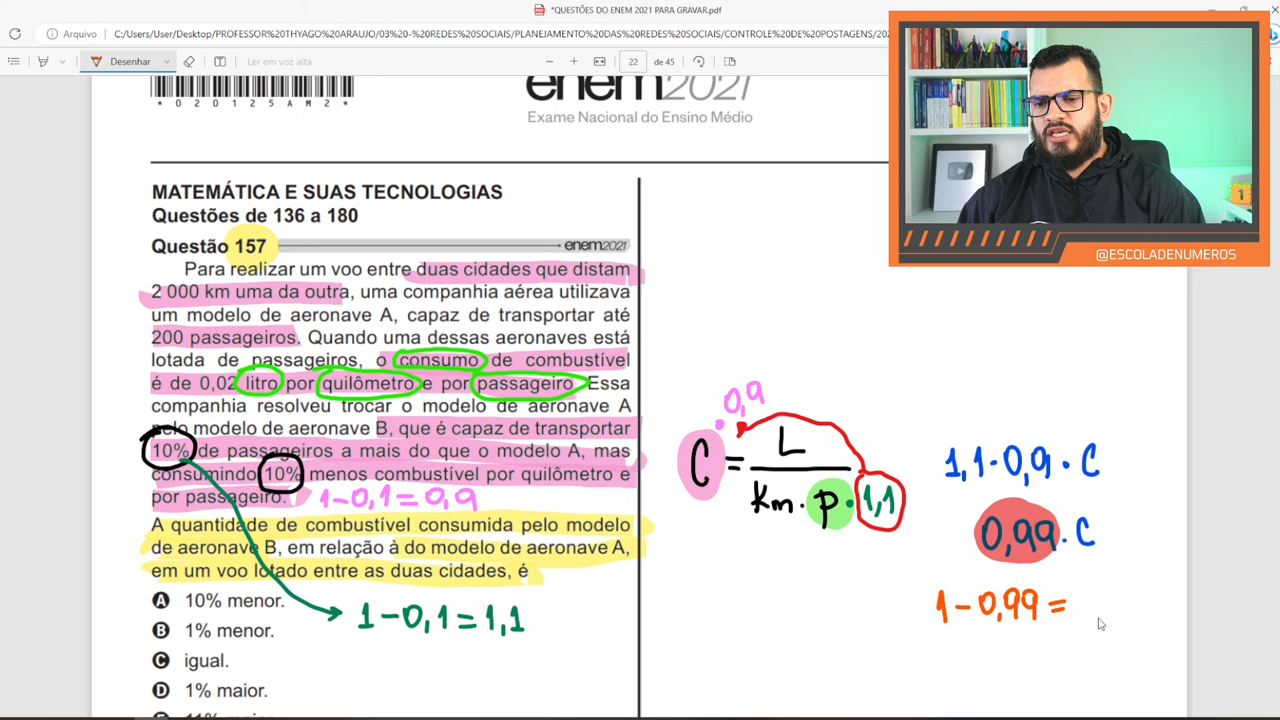 *QUESTÕES DO ENEM 2021 PARA GRAVAR.pdf
Arquivo C:/Users/User/Desktop/PROFESSOR%20THYAGO%20ARAUJO/03%20-%20REDES%20SOCIAIS/PLANEJAMENTO%20DAS%20REDES%20SOCIAIS/CONTROLE%20DE%20POSTAGENS/202
Desenhar Ler em voz alta 22 de 45
*020125AM2*
enem2021
Exame Nacional do Ensino Médio
MATEMÁTICA E SUAS TECNOLOGIAS
Questões de 136 a 180
Questão 157 enem2021
Para realizar um voo entre duas cidades que distam
2 000 km uma da outra, uma companhia aérea utilizava
um modelo de aeronave A, capaz de transportar até
200 passageiros. Quando uma dessas aeronaves está
lotada de passageiros, o consumo de combustível
é de 0,02 litro por quilômetro e por passageiro. Essa
companhia resolveu trocar o modelo de aeronave A
pelo modelo de aeronave B, que é capaz de transportar
10% de passageiros a mais do que o modelo A, mas
consumindo 10% menos combustível por quilômetro e
por passageiro.
1-0,1=0,9
A quantidade de combustível consumida pelo modelo
de aeronave B, em relação à do modelo de aeronave A,
em um voo lotado entre as duas cidades, é
A 10% menor.
B 1% menor.
C igual.
D 1% maior.
1-0,1=1,1
@ESCOLADENUMEROS
·0,9
C = L
km·p·1,1
1,1·0,9·C
0,99·C
1-0,99=